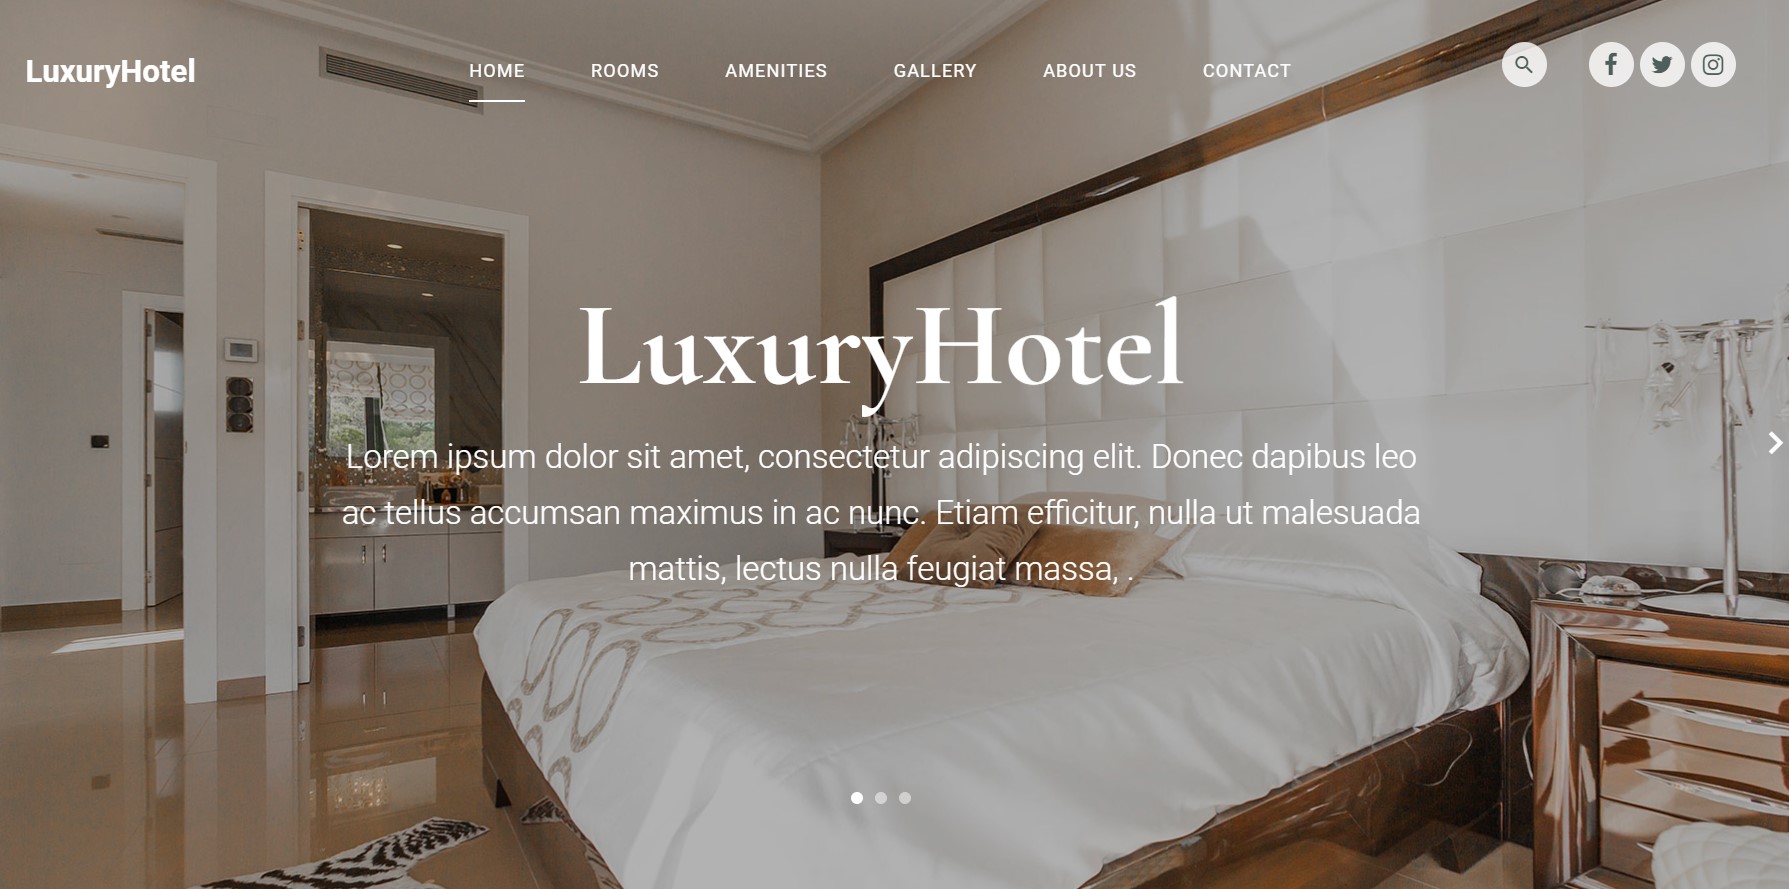 LuxuryHotel
HOME ROOMS AMENITIES GALLERY ABOUT US CONTACT
LuxuryHotel
Lorem ipsum dolor sit amet, consectetur adipiscing elit. Donec dapibus leo
ac tellus accumsan maximus in ac nunc. Etiam efficitur, nulla ut malesuada
mattis, lectus nulla feugiat massa, .